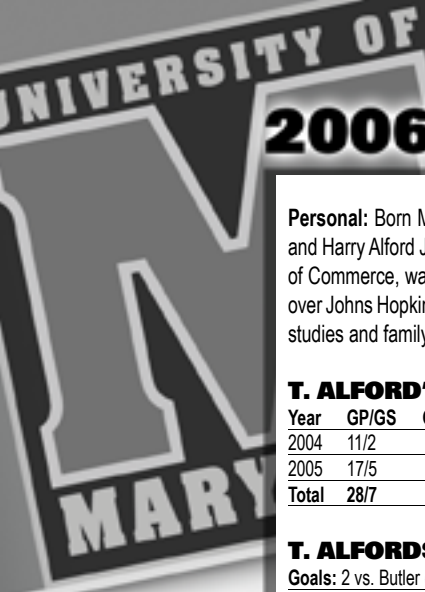 UNIVERSITY OF
MARY
2006
Personal: Born M
and Harry Alford J
of Commerce, wa
over Johns Hopkin
studies and family
T. ALFORD'
Year GP/GS
2004 11/2
2005 17/5
Total 28/7
T. ALFORDS
Goals: 2 vs. Butler